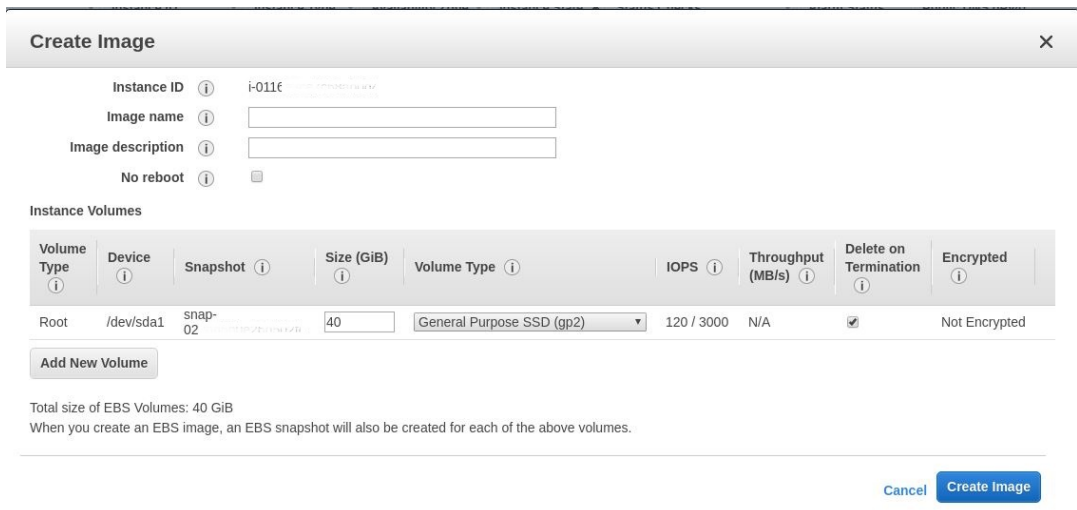 Create Image
Instance ID i-0116
Image name
Image description
No reboot
Instance Volumes
Volume Type Device Snapshot Size (GiB) Volume Type IOPS Throughput (MB/s) Delete on Termination Encrypted
Root /dev/sda1 snap-02 40 General Purpose SSD (gp2) 120 / 3000 N/A Not Encrypted
Add New Volume
Total size of EBS Volumes: 40 GiB
When you create an EBS image, an EBS snapshot will also be created for each of the above volumes.
Cancel Create Image